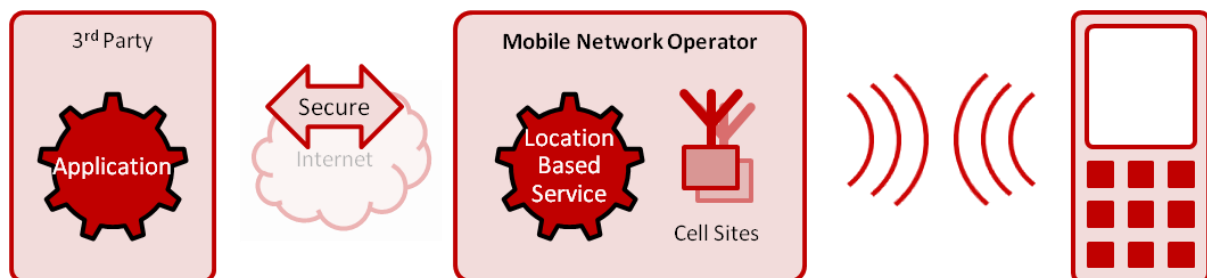 3rd Party
Application
Secure
Internet
Mobile Network Operator
Location
Based
Service
Cell Sites